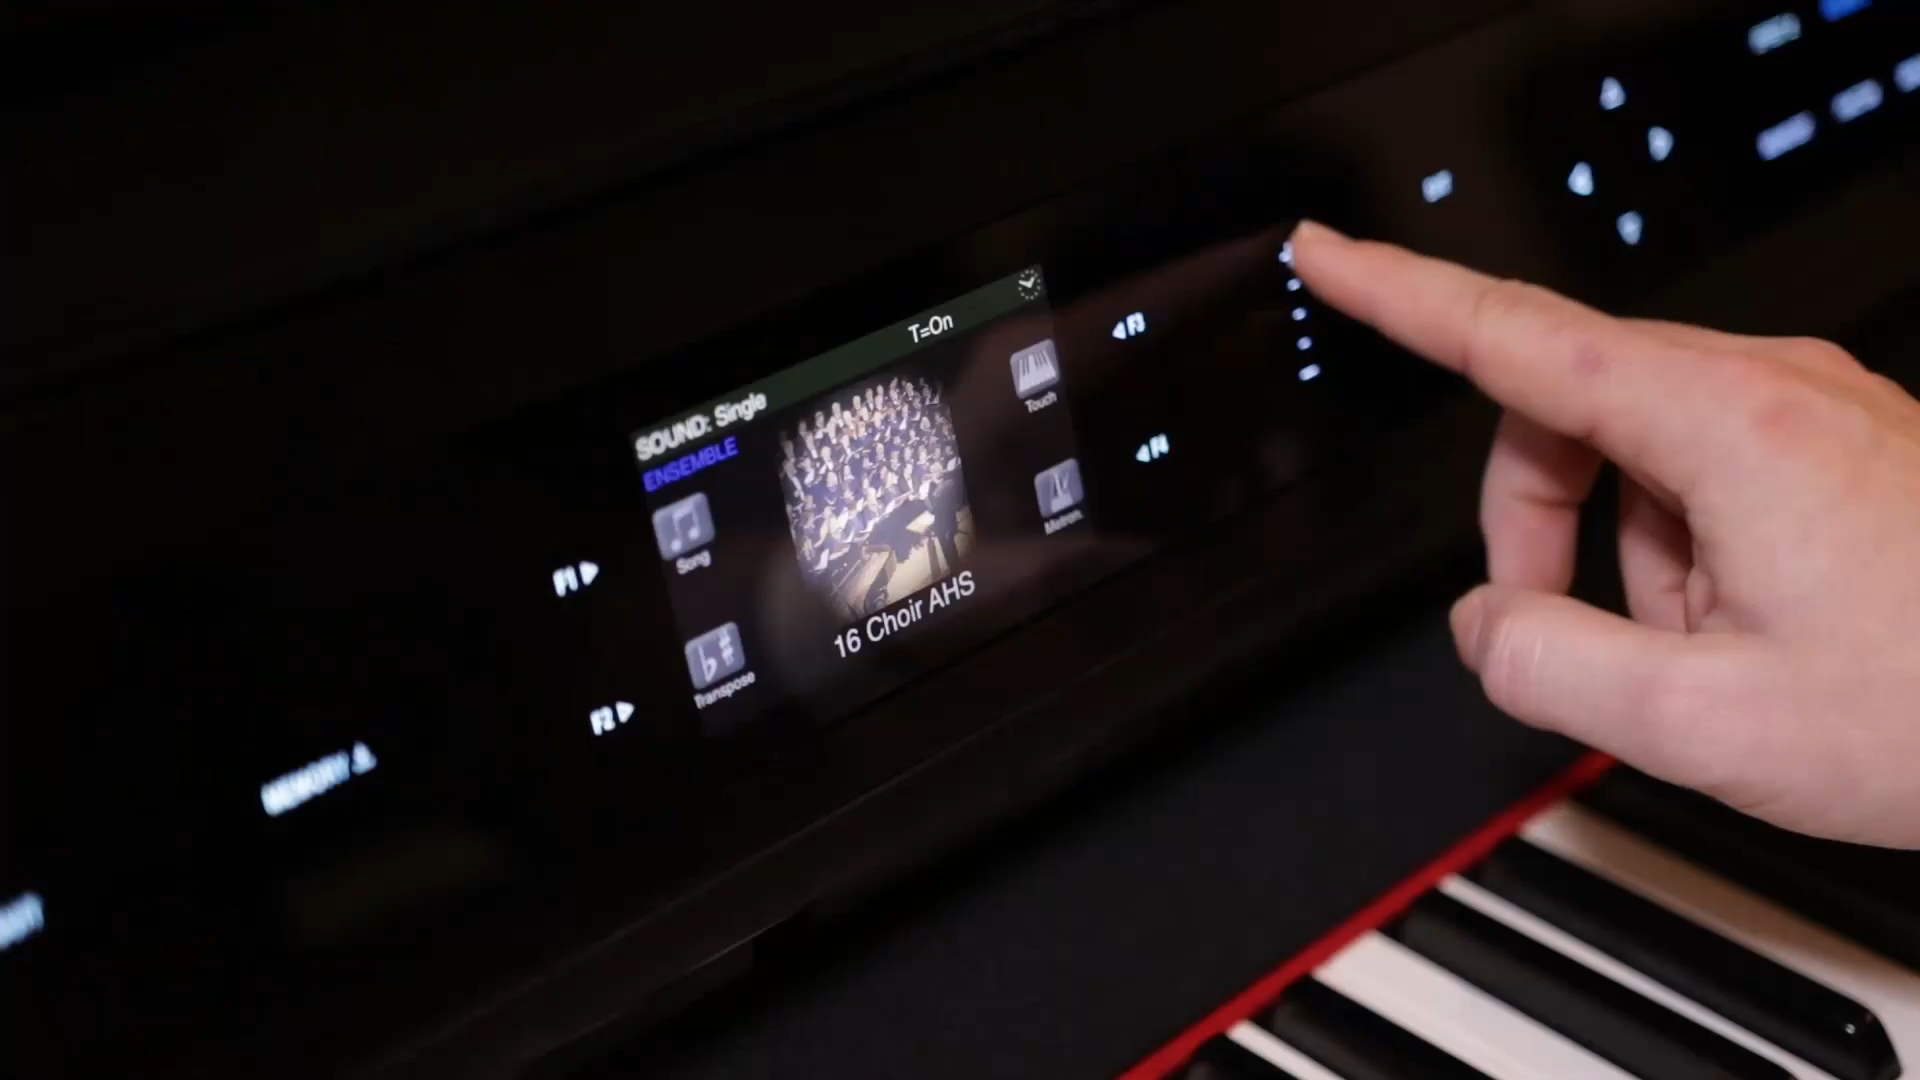 T=On
SOUND: Single
ENSEMBLE
Song
Transpose
Touch
Metron.
16 Choir AHS
F1
F2
F3
F4
MEMORY